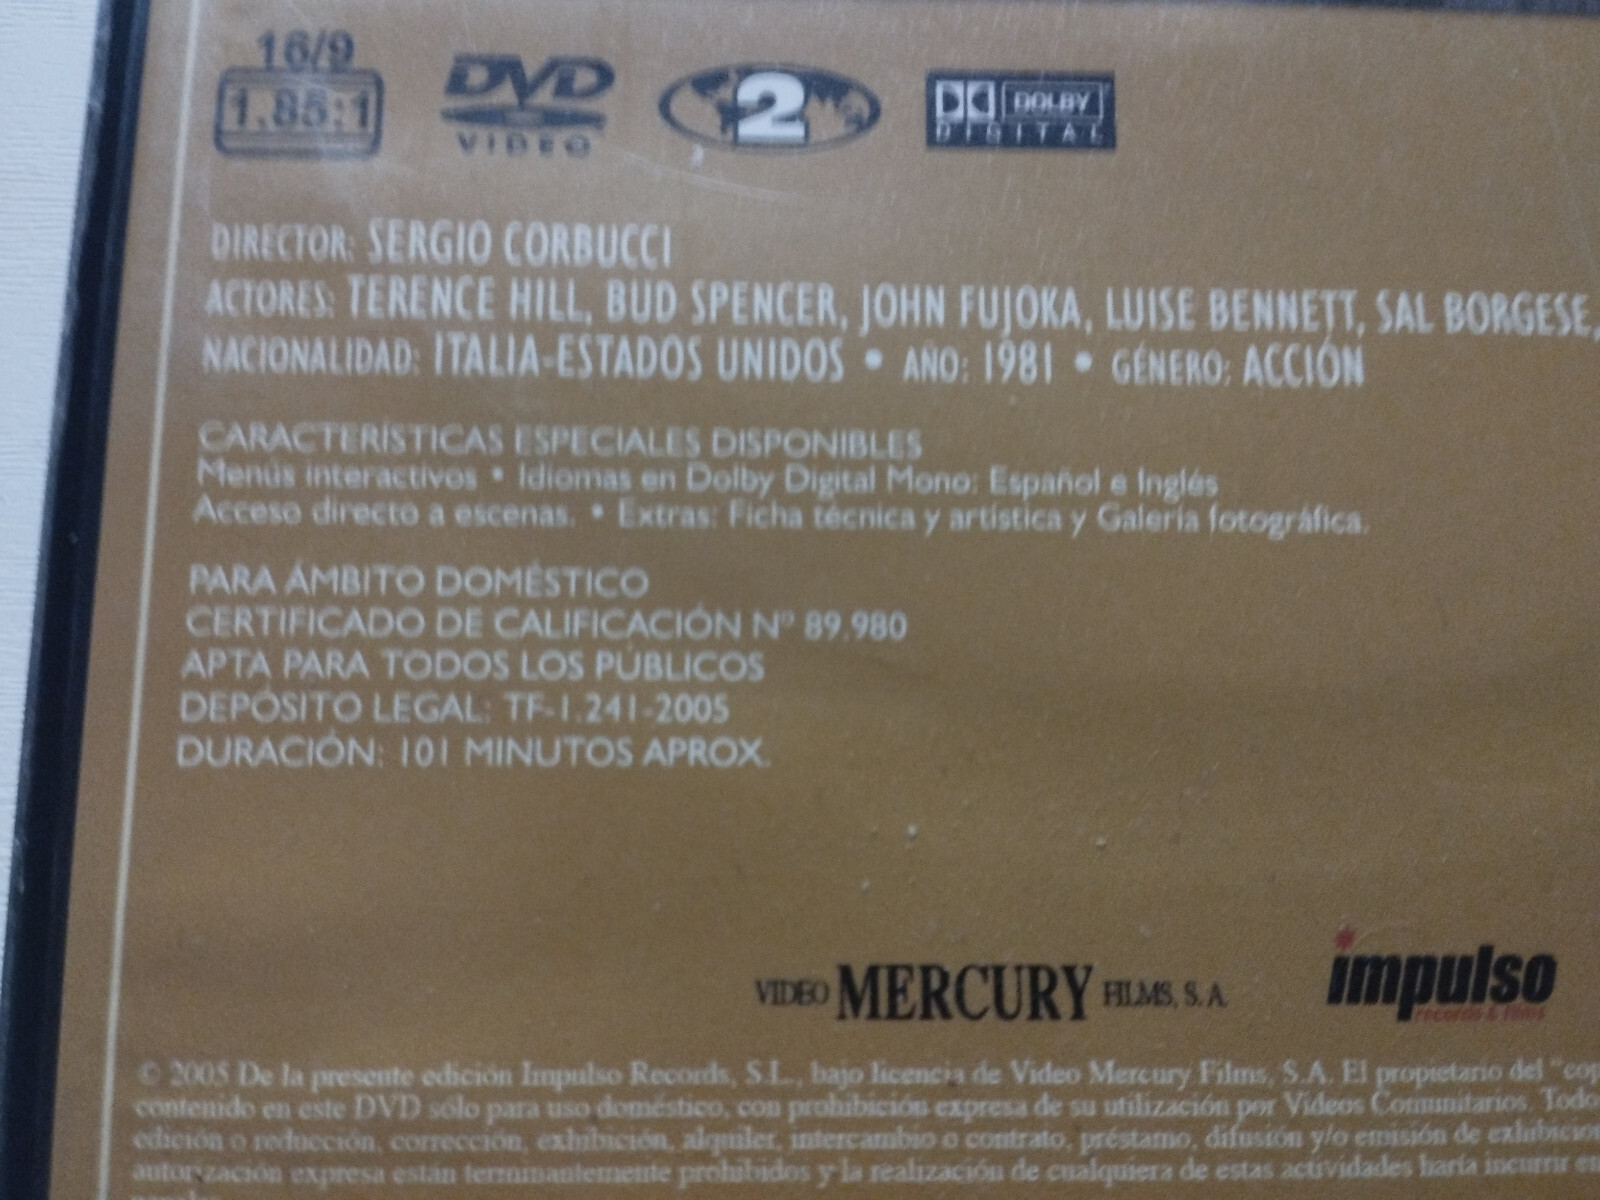 16/9
1.85:1
DVD
VIDEO
2
DOLBY
DIGITAL
DIRECTOR: SERGIO CORBUCCI
ACTORES: TERENCE HILL, BUD SPENCER, JOHN FUJOKA, LUISE BENNETT, SAL BORGESE,
NACIONALIDAD: ITALIA-ESTADOS UNIDOS • AÑO: 1981 • GÉNERO: ACCIÓN
CARACTERÍSTICAS ESPECIALES DISPONIBLES
Menús interactivos • Idiomas en Dolby Digital Mono: Español e Inglés
Acceso directo a escenas. • Extras: Ficha técnica y artística y Galería fotográfica.
PARA ÁMBITO DOMÉSTICO
CERTIFICADO DE CALIFICACIÓN Nº 89.980
APTA PARA TODOS LOS PÚBLICOS
DEPÓSITO LEGAL: TF-1.241-2005
DURACIÓN: 101 MINUTOS APROX.
VIDEO MERCURY FILMS, S.A.
impulso
records & films
© 2005 De la presente edición Impulso Records, S.L., bajo licencia de Video Mercury Films, S.A. El propietario del
contenido en este DVD sólo para uso doméstico, con prohibición expresa de su utilización por Vídeos Comunitarios. Todo
edición o reducción, corrección, exhibición, alquiler, intercambio o contrato, préstamo, difusión y/o emisión de
autorización expresa están terminantemente prohibidos y la realización de cualquiera de estas actividades haría incurrir en